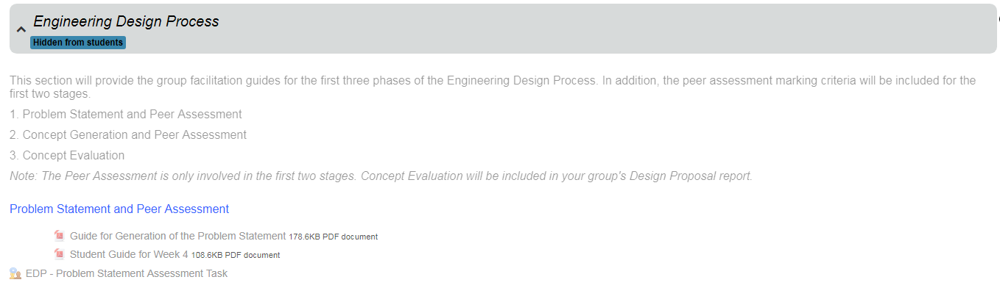 Engineering Design Process
Hidden from students
This section will provide the group facilitation guides for the first three phases of the Engineering Design Process. In addition, the peer assessment marking criteria will be included for the
first two stages.
1. Problem Statement and Peer Assessment
2. Concept Generation and Peer Assessment
3. Concept Evaluation
Note: The Peer Assessment is only involved in the first two stages. Concept Evaluation will be included in your group's Design Proposal report.
Problem Statement and Peer Assessment
Guide for Generation of the Problem Statement 178.6KB PDF document
Student Guide for Week 4 108.6KB PDF document
EDP - Problem Statement Assessment Task